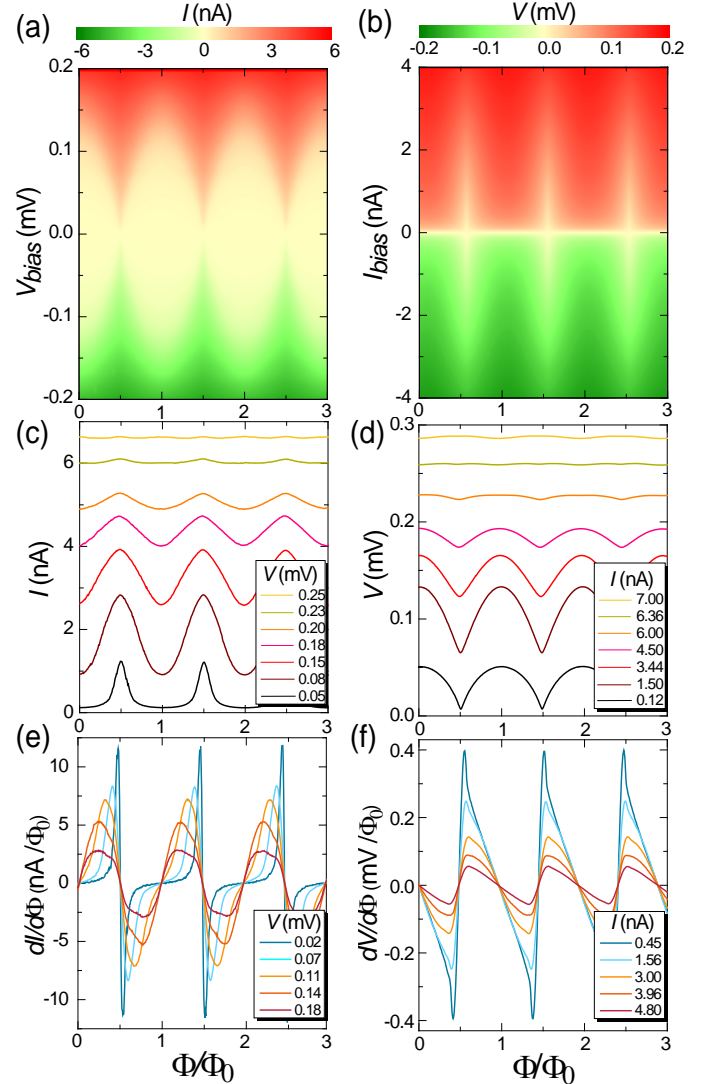 (a)
I (nA)
-6 -3 0 3 6
0.2
0.1
0.0
-0.1
-0.2
V_bias (mV)
0 1 2 3
(b)
V (mV)
-0.2 -0.1 0.0 0.1 0.2
4
2
0
-2
-4
I_bias (nA)
0 1 2 3
(c)
6
4
2
0
I (nA)
V (mV)
0.25
0.23
0.20
0.18
0.15
0.08
0.05
0 1 2 3
(d)
0.3
0.2
0.1
0.0
V (mV)
I (nA)
7.00
6.36
6.00
4.50
3.44
1.50
0.12
0 1 2 3
(e)
10
5
0
-5
-10
dI/dΦ (nA /Φ₀)
V (mV)
0.02
0.07
0.11
0.14
0.18
0 1 2 3
Φ/Φ₀
(f)
0.4
0.2
0.0
-0.2
-0.4
dV/dΦ (mV /Φ₀)
I (nA)
0.45
1.56
3.00
3.96
4.80
0 1 2 3
Φ/Φ₀